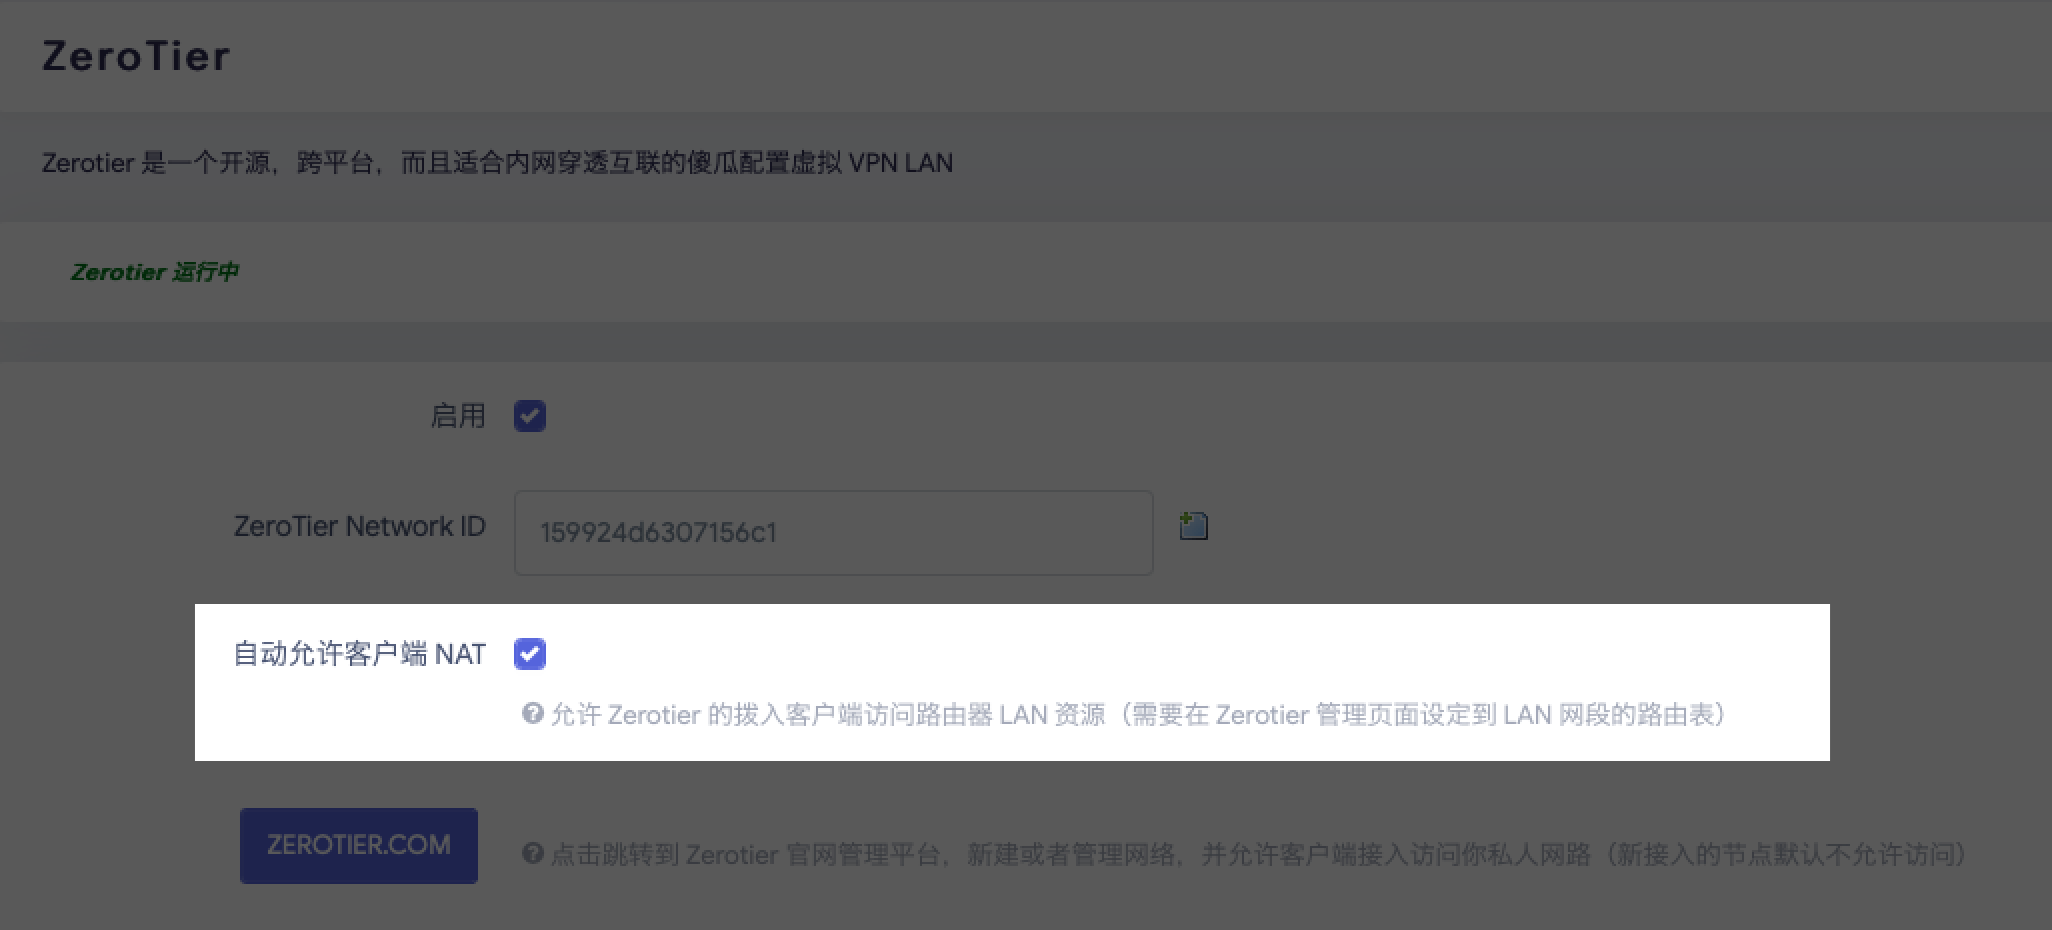 ZeroTier
Zerotier 是一个开源，跨平台，而且适合内网穿透互联的傻瓜配置虚拟 VPN LAN
Zerotier 运行中
启用
ZeroTier Network ID 159924d6307156c1
自动允许客户端 NAT
允许 Zerotier 的拨入客户端访问路由器 LAN 资源（需要在 Zerotier 管理页面设定到 LAN 网段的路由表）
ZEROTIER.COM 点击跳转到 Zerotier 官网管理平台，新建或者管理网络，并允许客户端接入访问你私人网路（新接入的节点默认不允许访问）